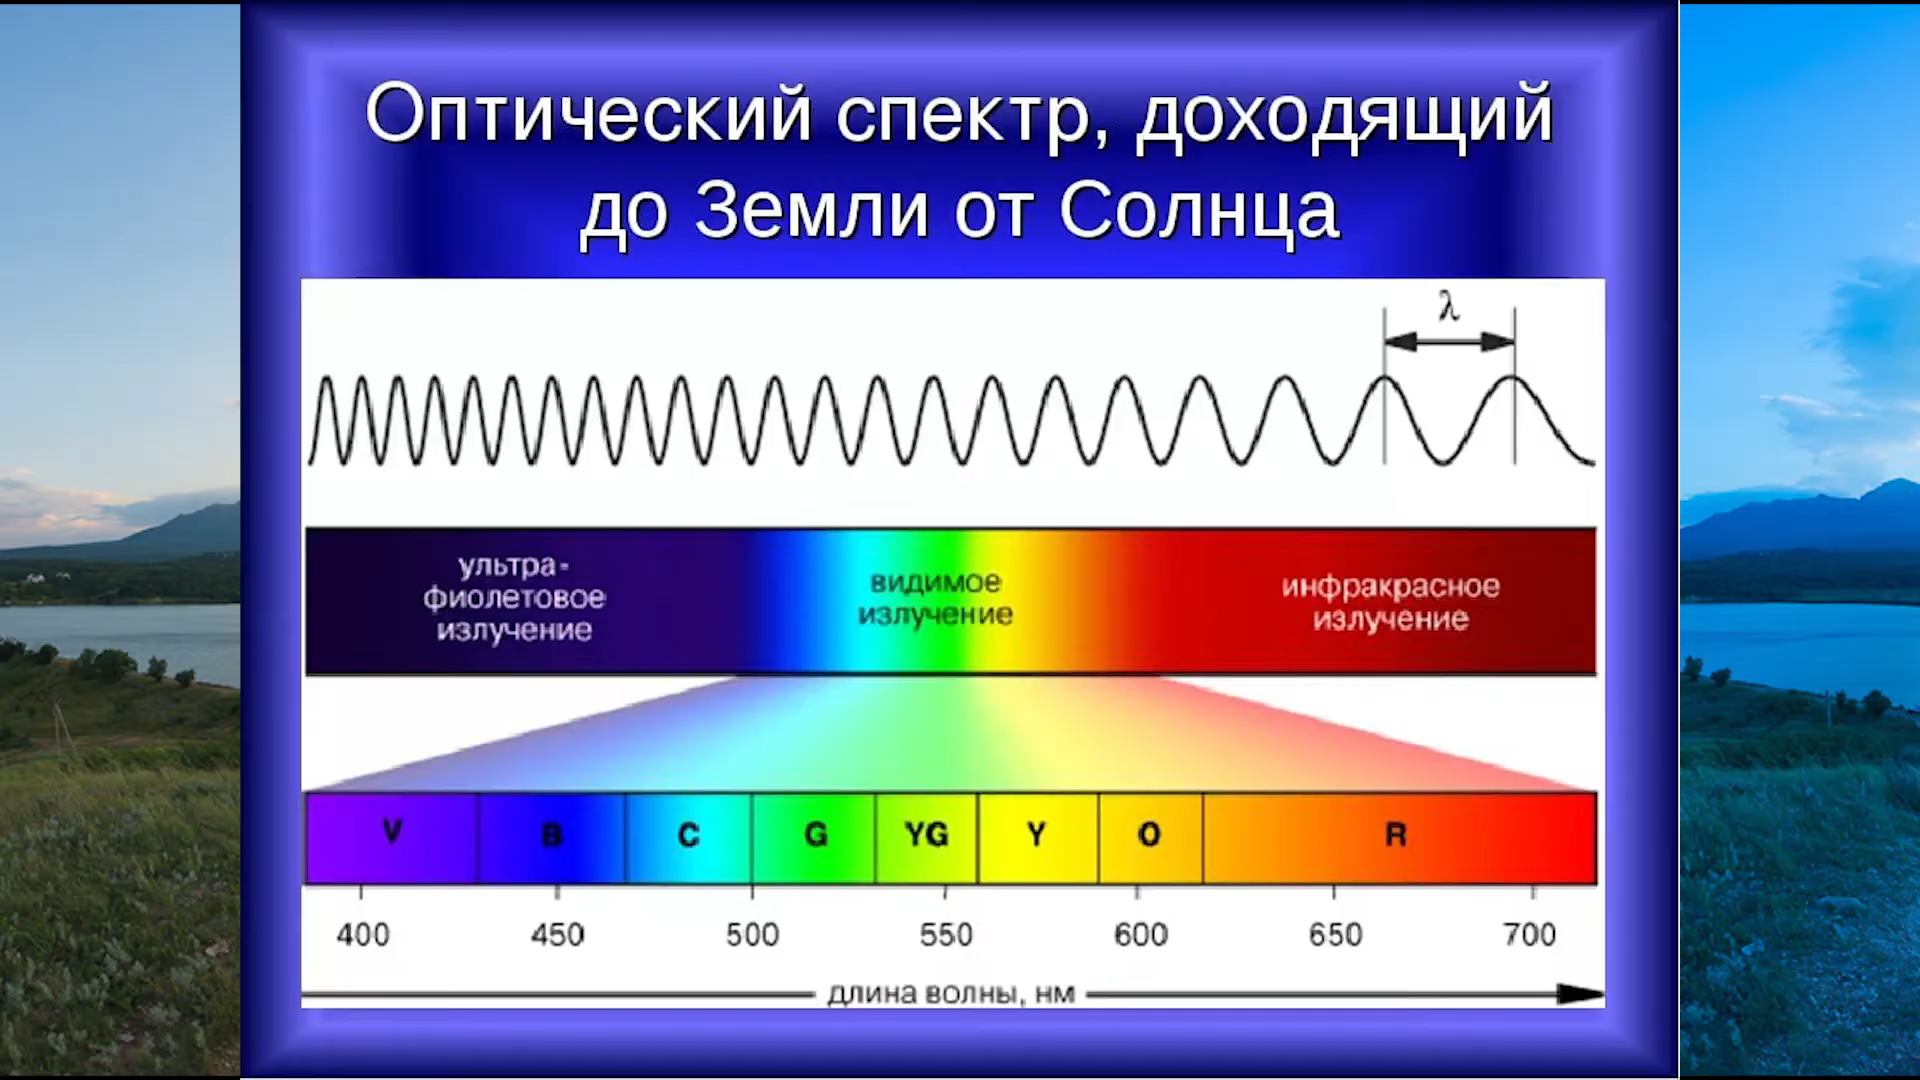 Оптический спектр, доходящий
до Земли от Солнца
λ
ультра-
фиолетовое
излучение
видимое
излучение
инфракрасное
излучение
V B C G YG Y O R
400 450 500 550 600 650 700
длина волны, нм